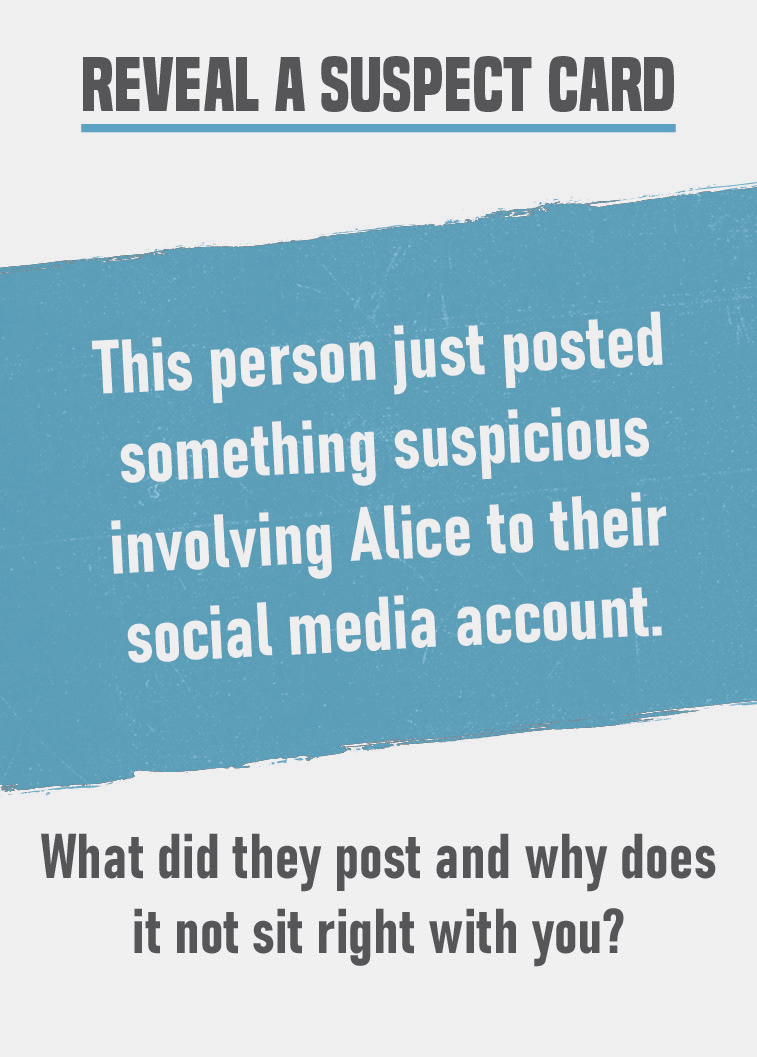 REVEAL A SUSPECT CARD
This person just posted
something suspicious
involving Alice to their
social media account.
What did they post and why does
it not sit right with you?